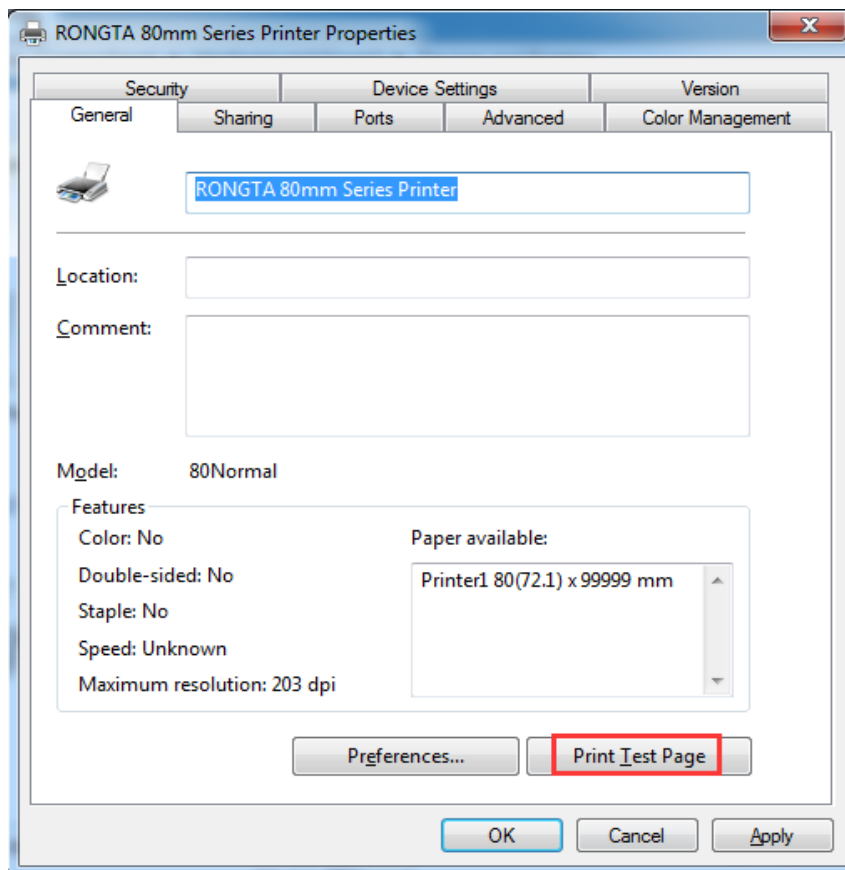 RONGTA 80mm Series Printer Properties
Security Device Settings Version
General Sharing Ports Advanced Color Management
RONGTA 80mm Series Printer
Location:
Comment:
Model: 80Normal
Features
Color: No
Paper available:
Double-sided: No
Printer1 80(72.1) x 99999 mm
Staple: No
Speed: Unknown
Maximum resolution: 203 dpi
Preferences... Print Test Page
OK Cancel Apply